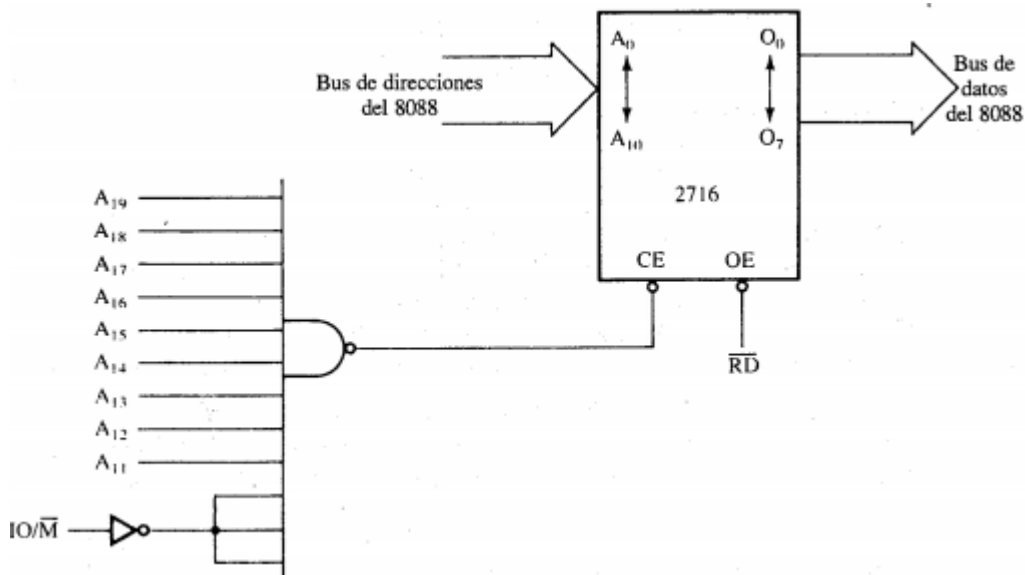 Bus de direcciones
del 8088
A₀
A₁₀
O₀
O₇
2716
CE
OE
Bus de
datos
del 8088
A₁₉
A₁₈
A₁₇
A₁₆
A₁₅
A₁₄
A₁₃
A₁₂
A₁₁
IO/M̅
R̅D̅